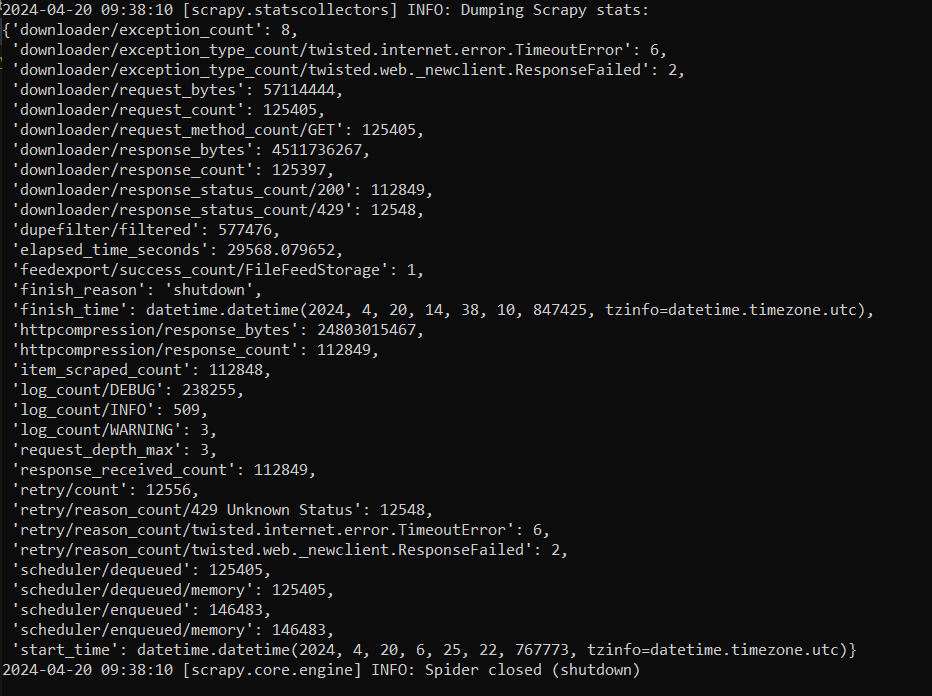 2024-04-20 09:38:10 [scrapy.statscollectors] INFO: Dumping Scrapy stats:
{'downloader/exception_count': 8,
 'downloader/exception_type_count/twisted.internet.error.TimeoutError': 6,
 'downloader/exception_type_count/twisted.web._newclient.ResponseFailed': 2,
 'downloader/request_bytes': 57114444,
 'downloader/request_count': 125405,
 'downloader/request_method_count/GET': 125405,
 'downloader/response_bytes': 4511736267,
 'downloader/response_count': 125397,
 'downloader/response_status_count/200': 112849,
 'downloader/response_status_count/429': 12548,
 'dupefilter/filtered': 577476,
 'elapsed_time_seconds': 29568.079652,
 'feedexport/success_count/FileFeedStorage': 1,
 'finish_reason': 'shutdown',
 'finish_time': datetime.datetime(2024, 4, 20, 14, 38, 10, 847425, tzinfo=datetime.timezone.utc),
 'httpcompression/response_bytes': 24803015467,
 'httpcompression/response_count': 112849,
 'item_scraped_count': 112848,
 'log_count/DEBUG': 238255,
 'log_count/INFO': 509,
 'log_count/WARNING': 3,
 'request_depth_max': 3,
 'response_received_count': 112849,
 'retry/count': 12556,
 'retry/reason_count/429 Unknown Status': 12548,
 'retry/reason_count/twisted.internet.error.TimeoutError': 6,
 'retry/reason_count/twisted.web._newclient.ResponseFailed': 2,
 'scheduler/dequeued': 125405,
 'scheduler/dequeued/memory': 125405,
 'scheduler/enqueued': 146483,
 'scheduler/enqueued/memory': 146483,
 'start_time': datetime.datetime(2024, 4, 20, 6, 25, 22, 767773, tzinfo=datetime.timezone.utc)}
2024-04-20 09:38:10 [scrapy.core.engine] INFO: Spider closed (shutdown)